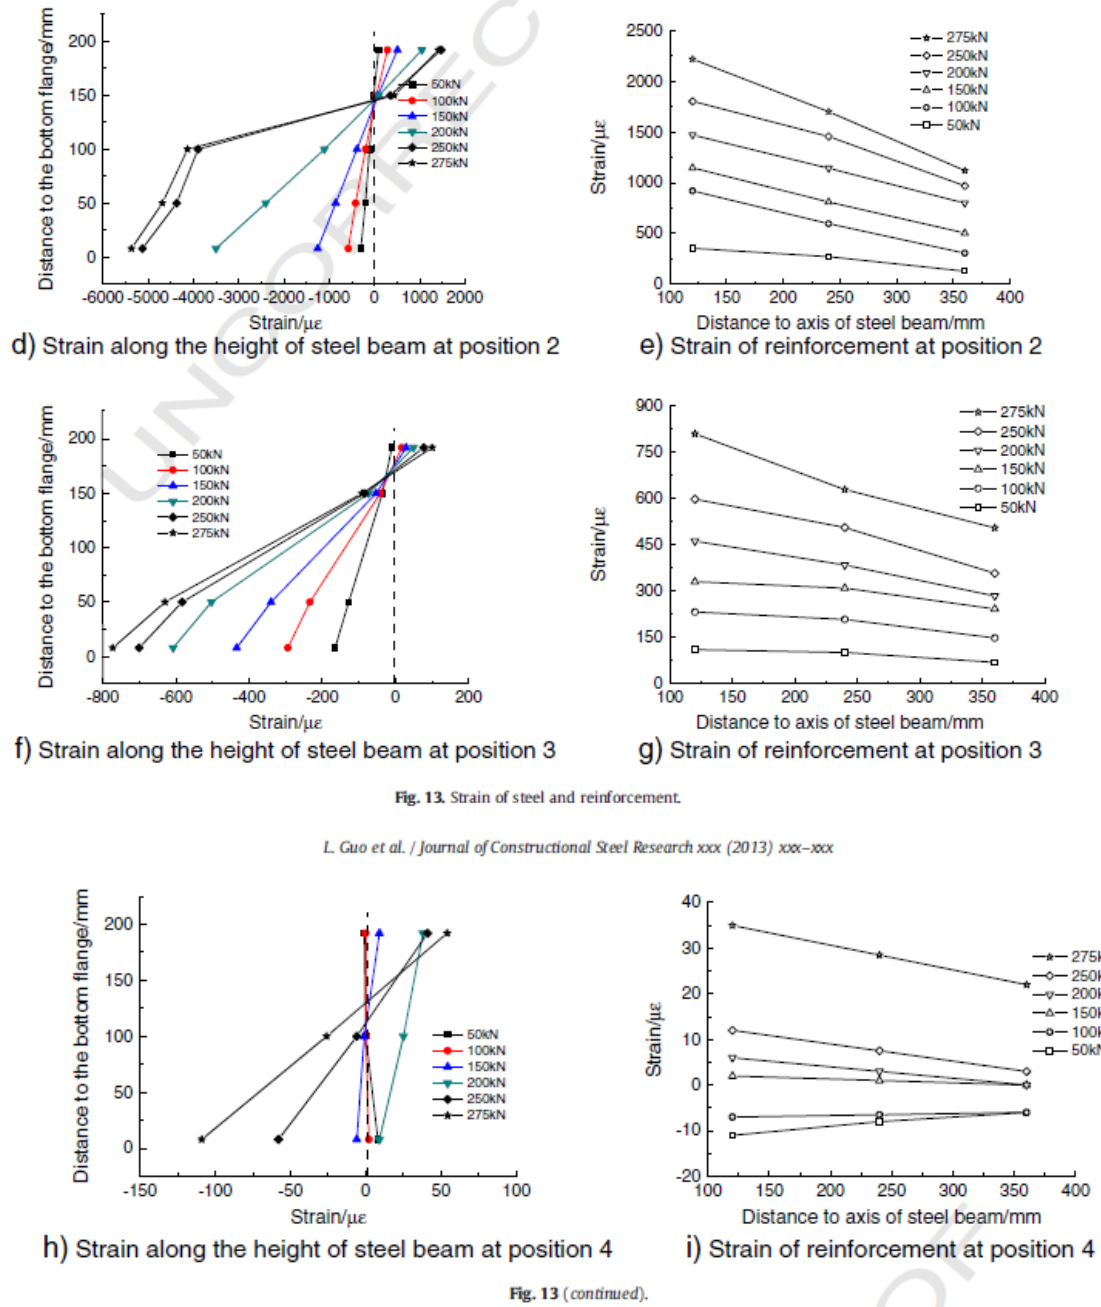 Distance to the bottom flange/mm
200
150
100
50
0
50kN
100kN
150kN
200kN
250kN
275kN
-6000 -5000 -4000 -3000 -2000 -1000 0 1000 2000
Strain/με
d) Strain along the height of steel beam at position 2
Strain/με
2500
2000
1500
1000
500
0
275kN
250kN
200kN
150kN
100kN
50kN
100 150 200 250 300 350 400
Distance to axis of steel beam/mm
e) Strain of reinforcement at position 2
Distance to the bottom flange/mm
200
150
100
50
0
50kN
100kN
150kN
200kN
250kN
275kN
-800 -600 -400 -200 0 200
Strain/με
f) Strain along the height of steel beam at position 3
Strain/με
900
750
600
450
300
150
0
275kN
250kN
200kN
150kN
100kN
50kN
100 150 200 250 300 350 400
Distance to axis of steel beam/mm
g) Strain of reinforcement at position 3
Fig. 13. Strain of steel and reinforcement.
L. Guo et al. / Journal of Constructional Steel Research xxx (2013) xxx–xxx
Distance to the bottom flange/mm
200
150
100
50
0
50kN
100kN
150kN
200kN
250kN
275kN
-150 -100 -50 0 50 100
Strain/με
h) Strain along the height of steel beam at position 4
Strain/με
40
30
20
10
0
-10
-20
275k
250k
200k
150k
100k
50kN
100 150 200 250 300 350 400
Distance to axis of steel beam/mm
i) Strain of reinforcement at position 4
Fig. 13 (continued).
UNCORREC
OF